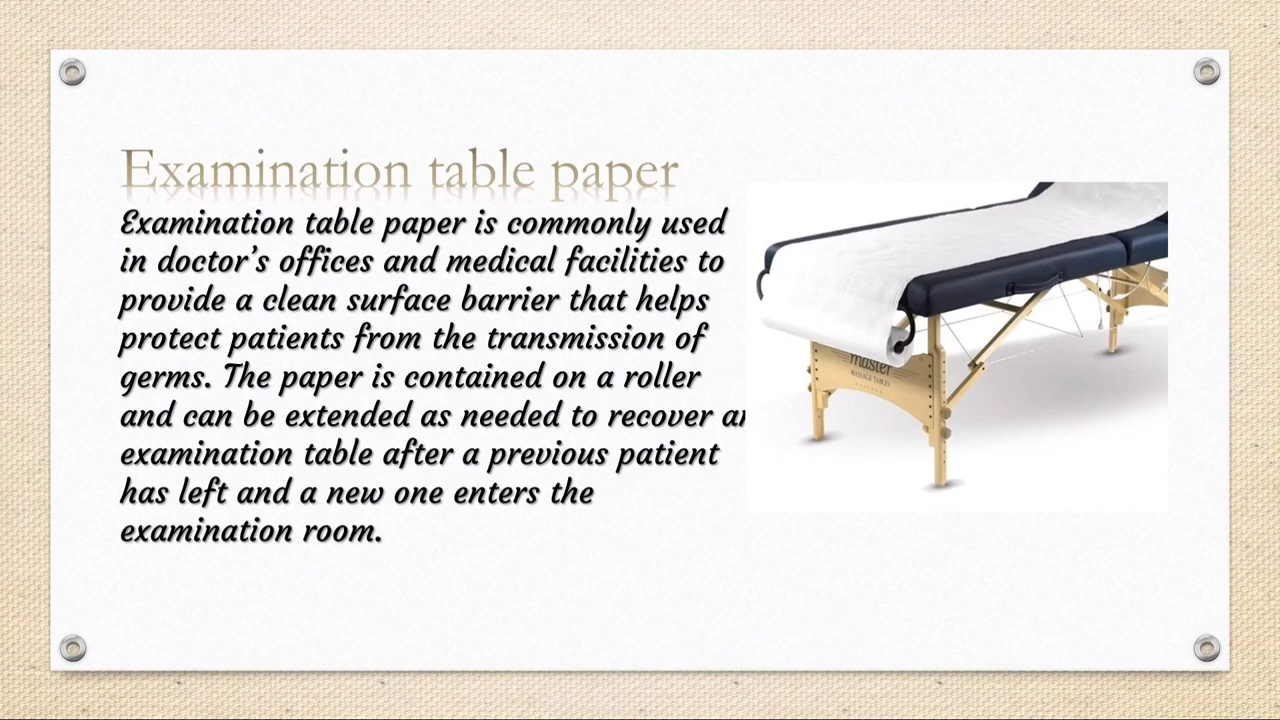 Examination table paper
Examination table paper is commonly used
in doctor’s offices and medical facilities to
provide a clean surface barrier that helps
protect patients from the transmission of
germs. The paper is contained on a roller
and can be extended as needed to recover
examination table after a previous patient
has left and a new one enters the
examination room.
master
MASSAGE TABLES